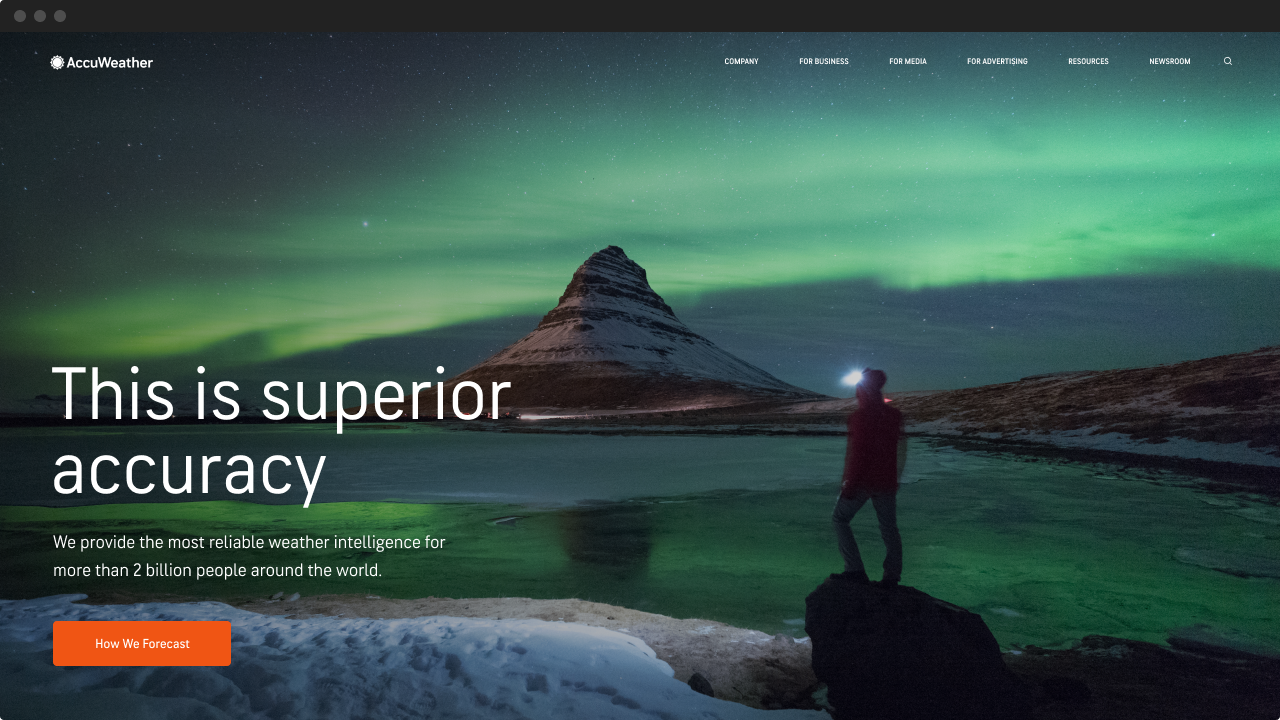 AccuWeather
COMPANY
FOR BUSINESS
FOR MEDIA
FOR ADVERTISING
RESOURCES
NEWSROOM
This is superior
accuracy
We provide the most reliable weather intelligence for
more than 2 billion people around the world.
How We Forecast